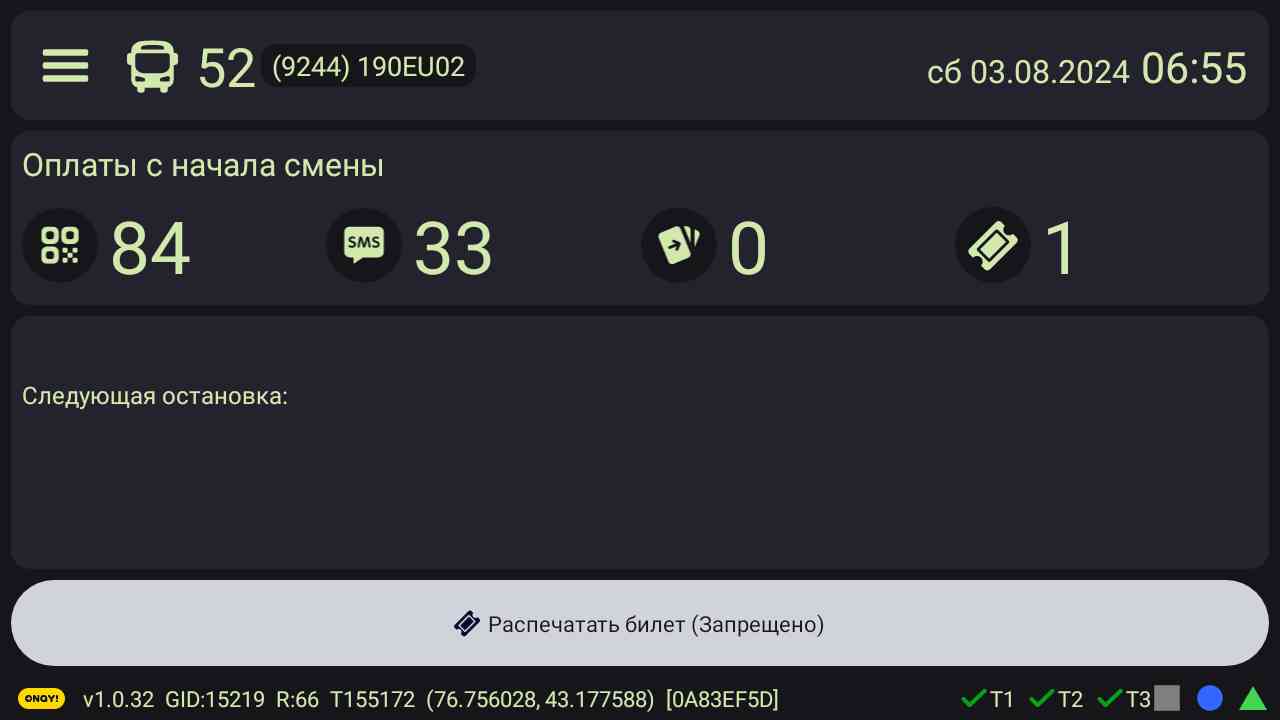 52 (9244) 190EU02 сб 03.08.2024 06:55
Оплаты с начала смены
84 SMS 33 0 1
Следующая остановка:
Распечатать билет (Запрещено)
ONAY! v1.0.32 GID:15219 R:66 T155172 (76.756028, 43.177588) [0A83EF5D] T1 T2 T3